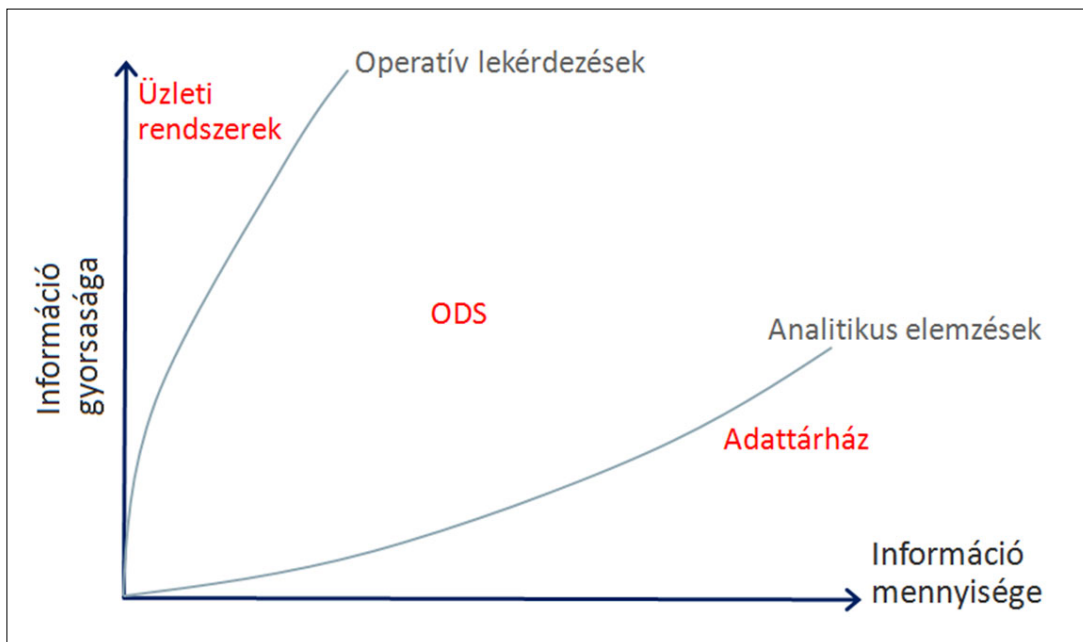 Operatív lekérdezések
Üzleti
rendszerek
Információ
gyorsasága
ODS
Analitikus elemzések
Adattárház
Információ
mennyisége